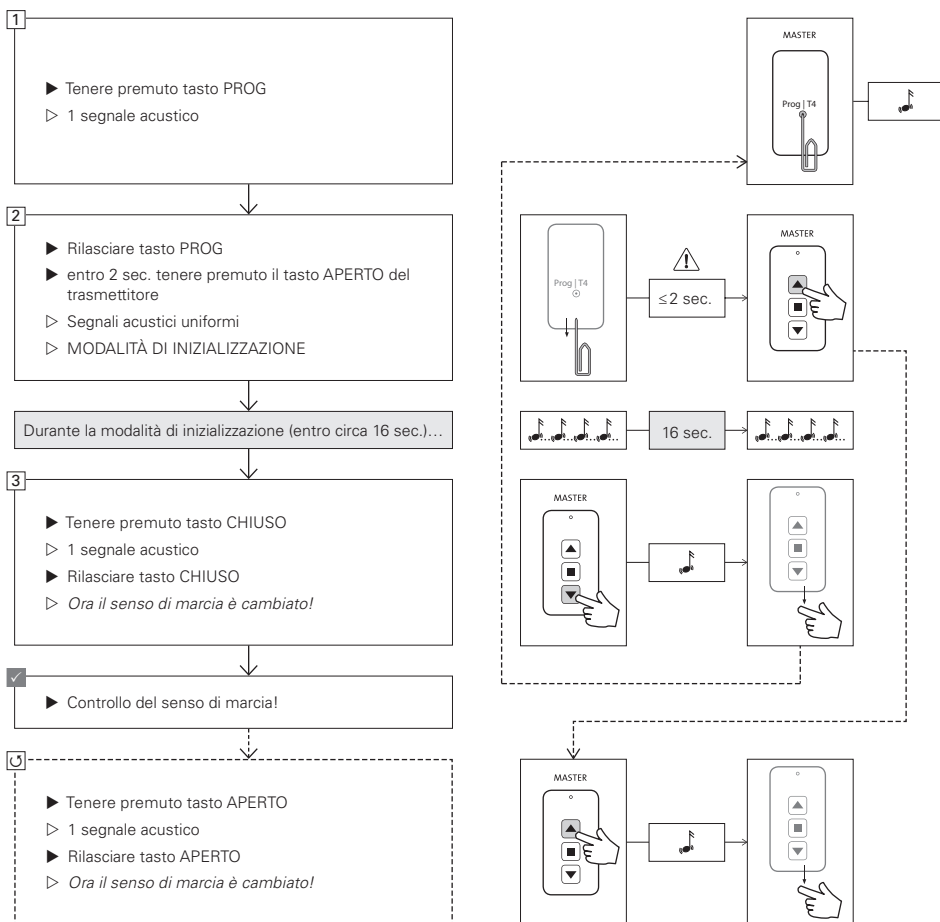 1
▶ Tenere premuto tasto PROG
▷ 1 segnale acustico
2
▶ Rilasciare tasto PROG
▶ entro 2 sec. tenere premuto il tasto APERTO del
trasmettitore
▷ Segnali acustici uniformi
▷ MODALITÀ DI INIZIALIZZAZIONE
Durante la modalità di inizializzazione (entro circa 16 sec.)…
3
▶ Tenere premuto tasto CHIUSO
▷ 1 segnale acustico
▶ Rilasciare tasto CHIUSO
▷ Ora il senso di marcia è cambiato!
▶ Controllo del senso di marcia!
▶ Tenere premuto tasto APERTO
▷ 1 segnale acustico
▶ Rilasciare tasto APERTO
▷ Ora il senso di marcia è cambiato!
MASTER
Prog | T4
Prog | T4
≤2 sec.
MASTER
16 sec.
MASTER
MASTER